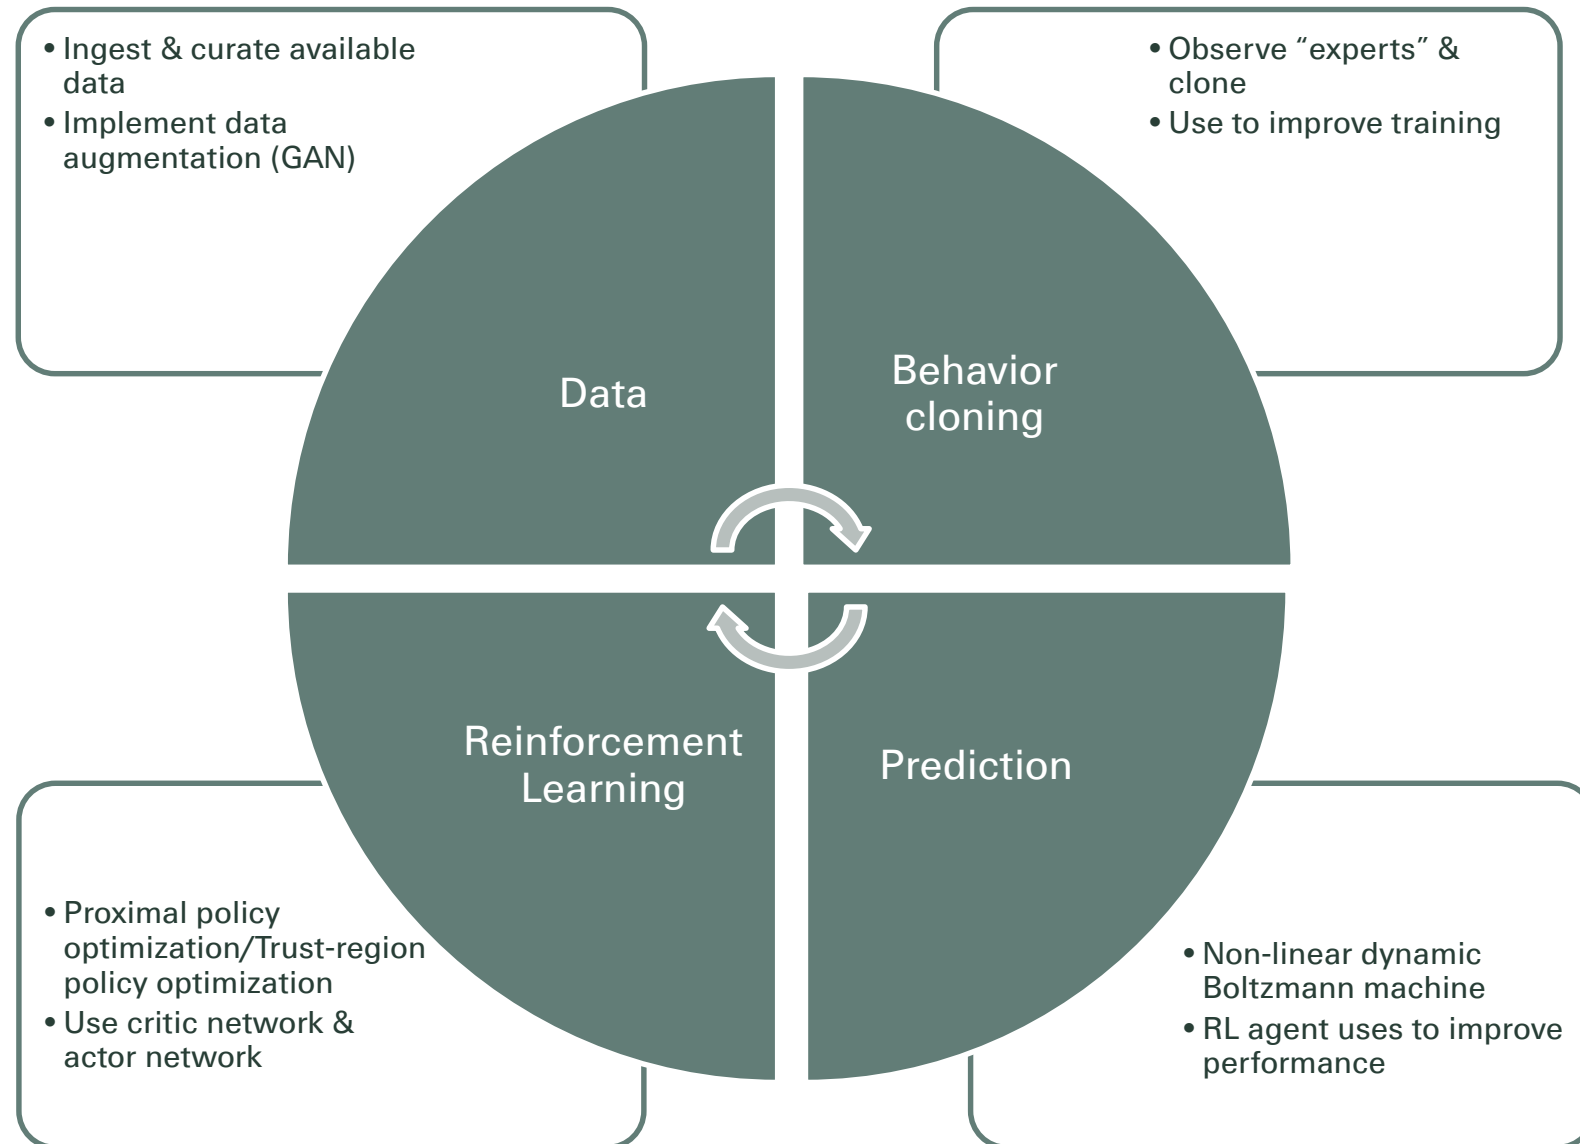 • Ingest & curate available
data
• Implement data
augmentation (GAN)
• Observe “experts” &
clone
• Use to improve training
Data
Behavior
cloning
Reinforcement
Learning
Prediction
• Proximal policy
optimization/Trust-region
policy optimization
• Use critic network &
actor network
• Non-linear dynamic
Boltzmann machine
• RL agent uses to improve
performance